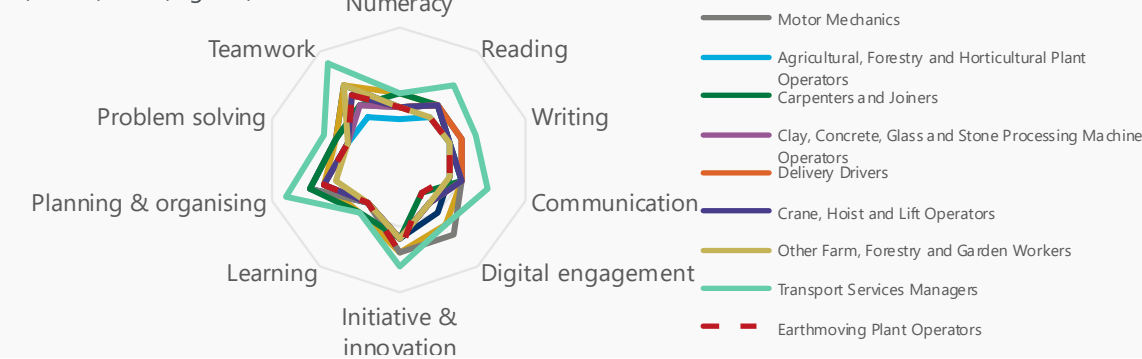 Numeracy
Teamwork
Reading
Problem solving
Writing
Planning & organising
Communication
Learning
Digital engagement
Initiative &
innovation
Motor Mechanics
Agricultural, Forestry and Horticultural Plant
Operators
Carpenters and Joiners
Clay, Concrete, Glass and Stone Processing Machine
Operators
Delivery Drivers
Crane, Hoist and Lift Operators
Other Farm, Forestry and Garden Workers
Transport Services Managers
Earthmoving Plant Operators